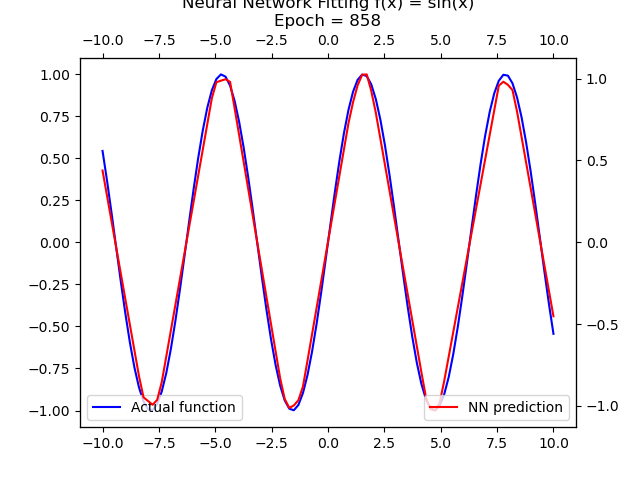 Neural Network Fitting f(x) = sin(x)
Epoch = 858
−10.0 −7.5 −5.0 −2.5 0.0 2.5 5.0 7.5 10.0
1.00
0.75
0.50
0.25
0.00
−0.25
−0.50
−0.75
−1.00
1.0
0.5
0.0
−0.5
−1.0
Actual function
NN prediction
−10.0 −7.5 −5.0 −2.5 0.0 2.5 5.0 7.5 10.0